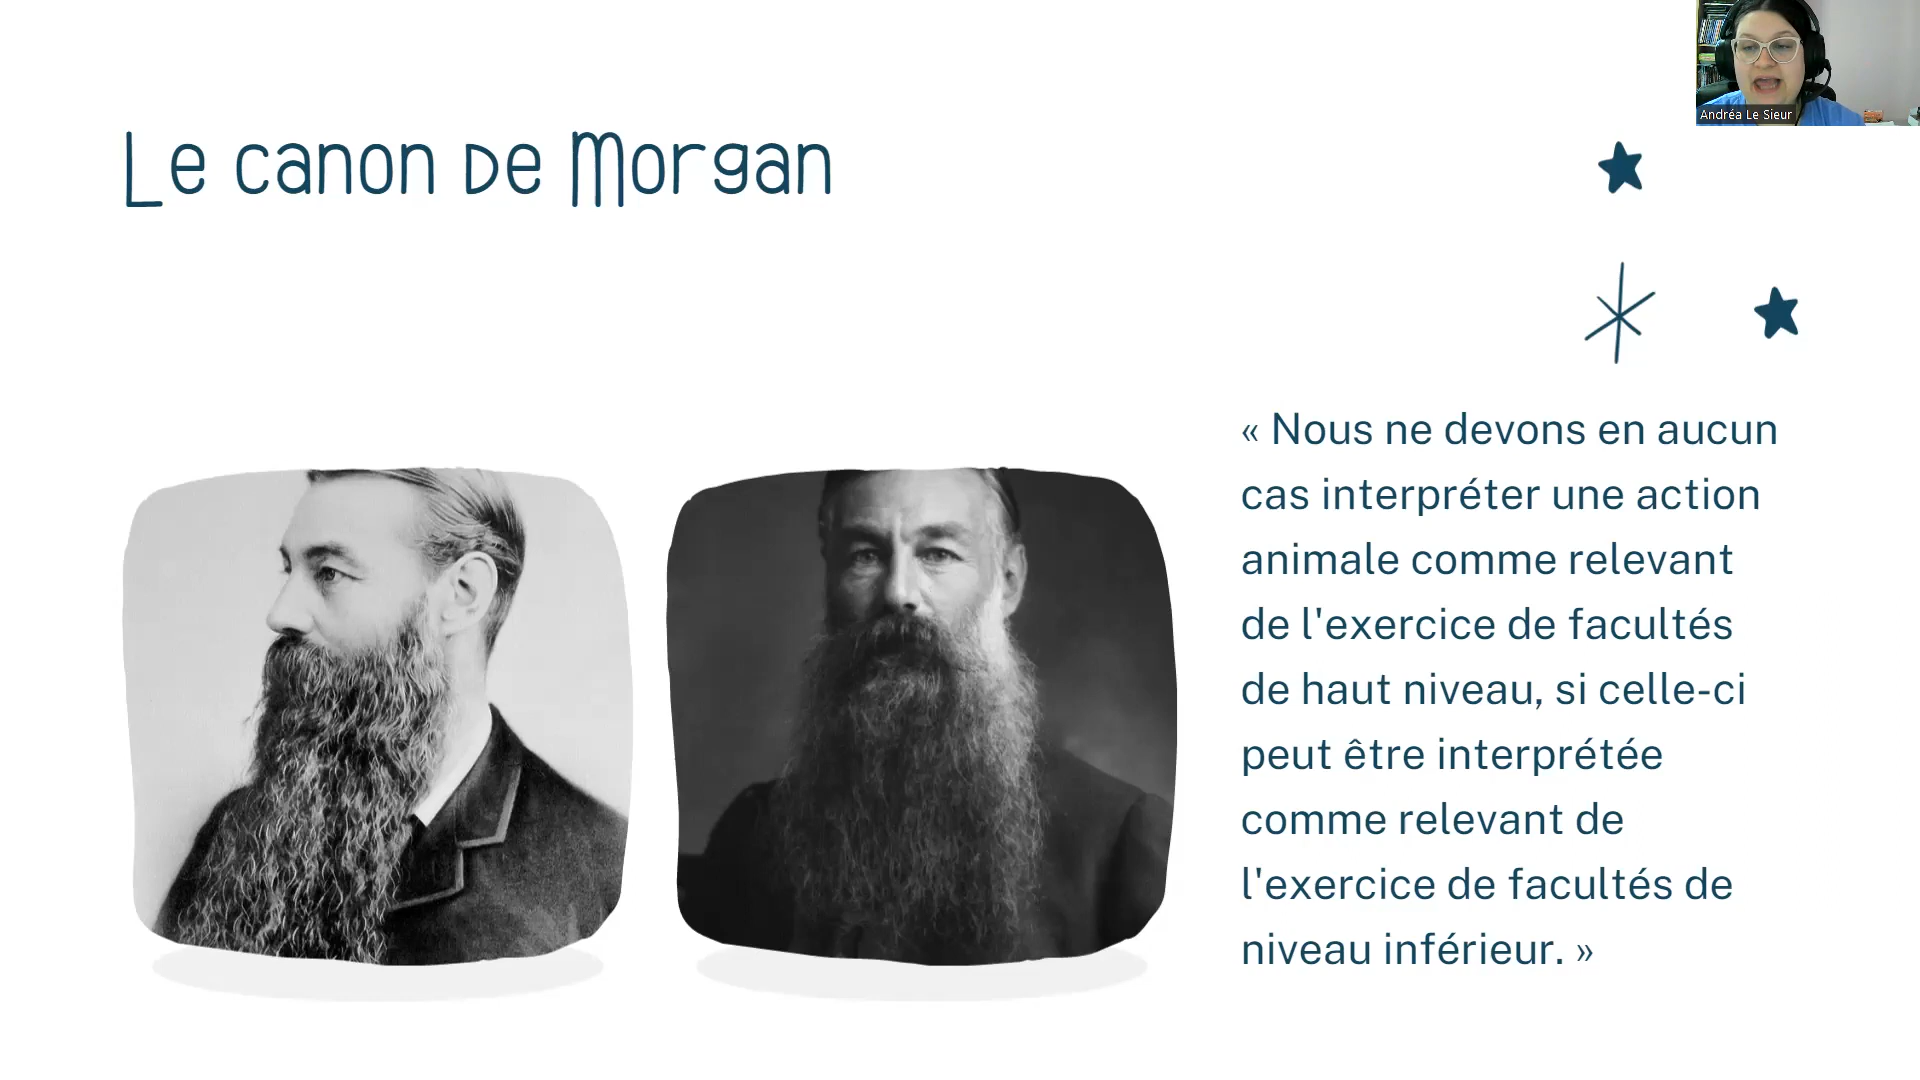 Andréa Le Sieur
Le canon de Morgan
« Nous ne devons en aucun
cas interpréter une action
animale comme relevant
de l'exercice de facultés
de haut niveau, si celle-ci
peut être interprétée
comme relevant de
l'exercice de facultés de
niveau inférieur. »